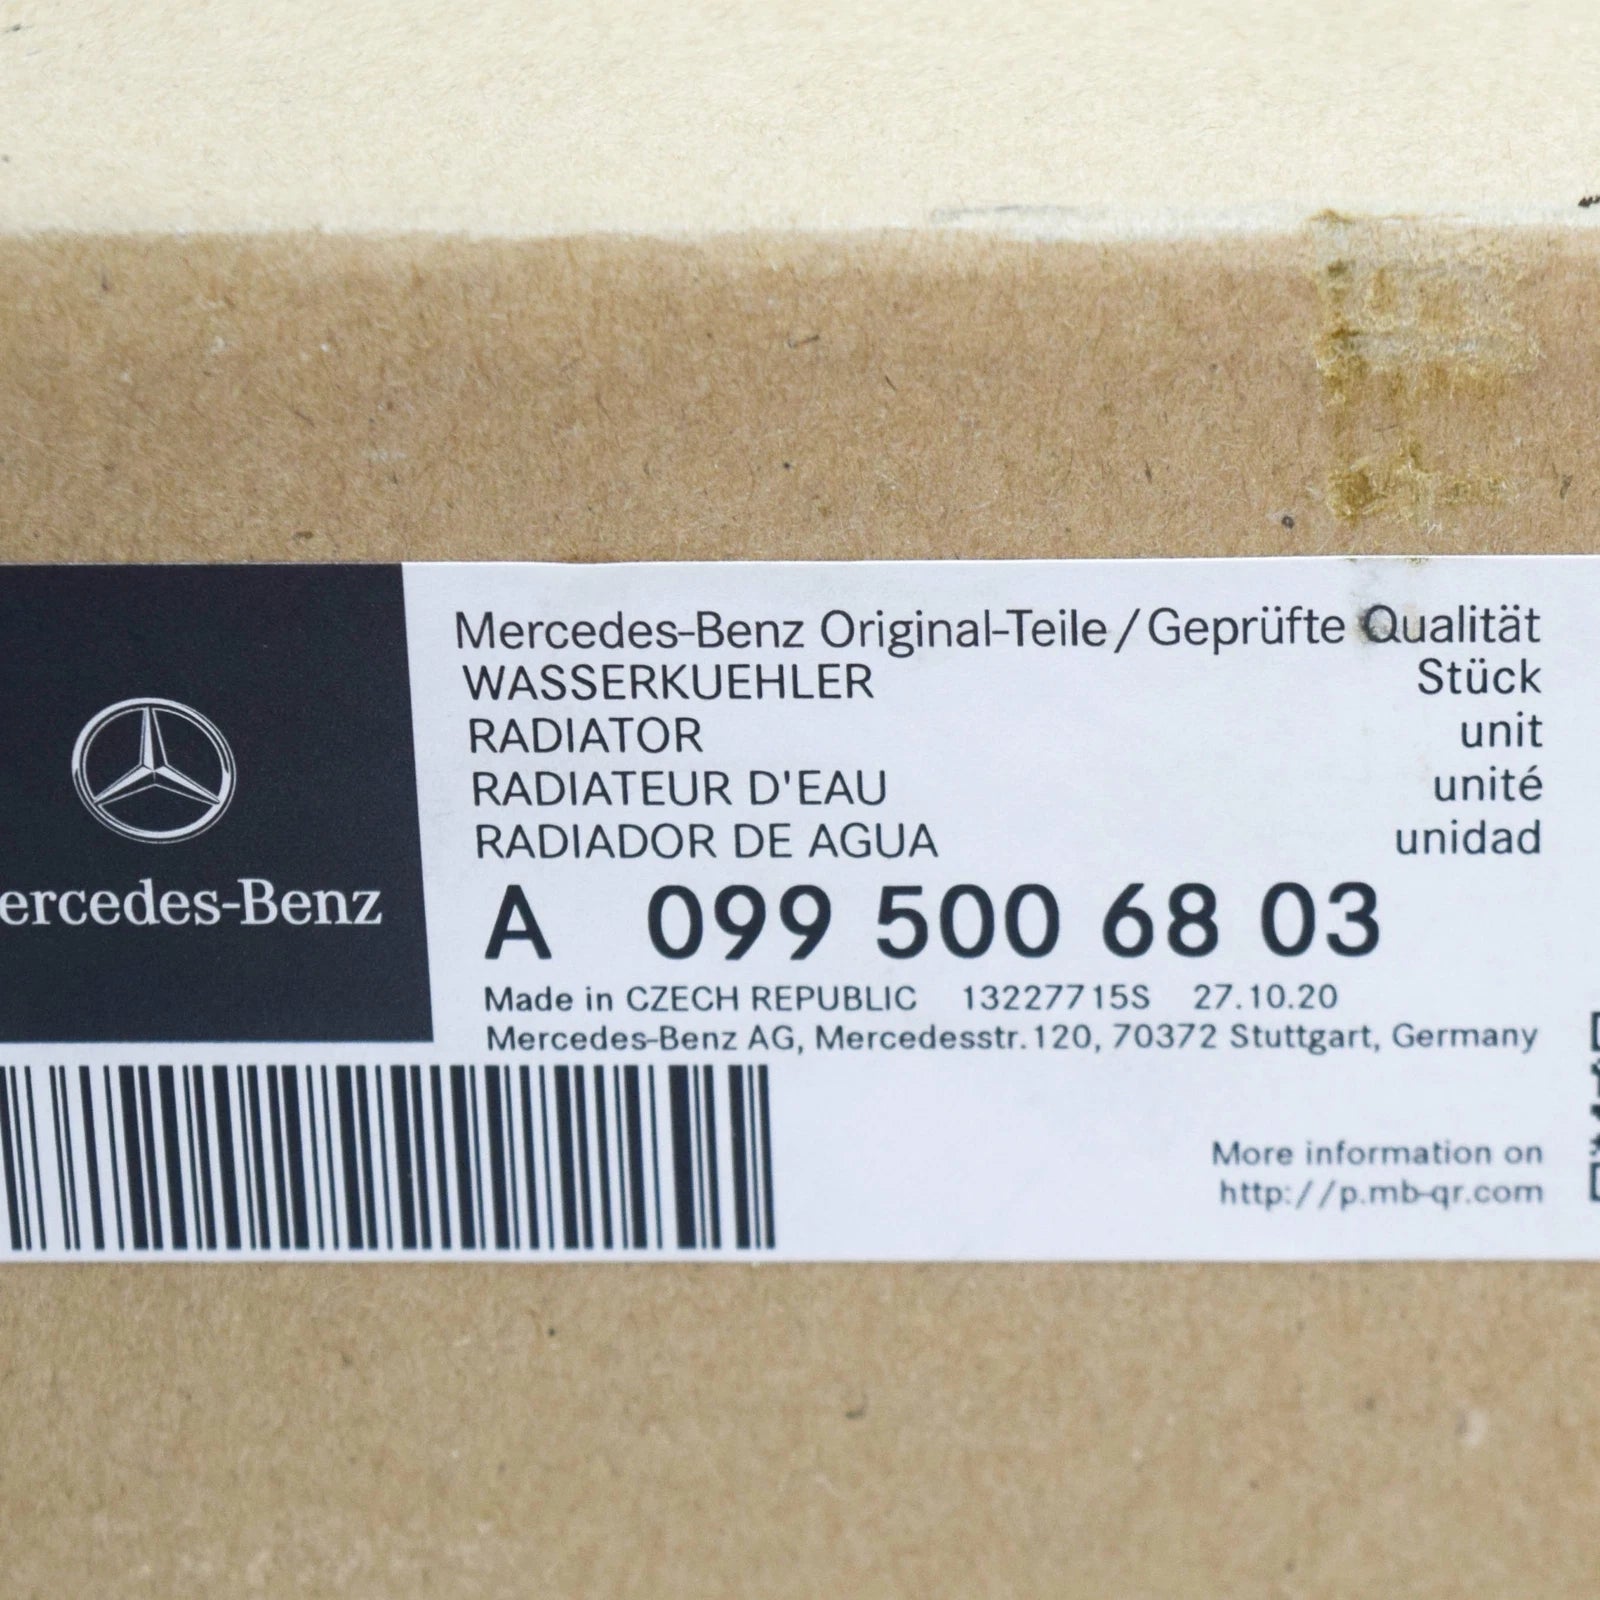 ercedes-Benz
Mercedes-Benz Original-Teile/Geprüfte Qualität
WASSERKUEHLER Stück
RADIATOR unit
RADIATEUR D'EAU unité
RADIADOR DE AGUA unidad
A 099 500 68 03
Made in CZECH REPUBLIC 13227715S 27.10.20
Mercedes-Benz AG, Mercedesstr.120, 70372 Stuttgart, Germany
More information on
http://p.mb-qr.com